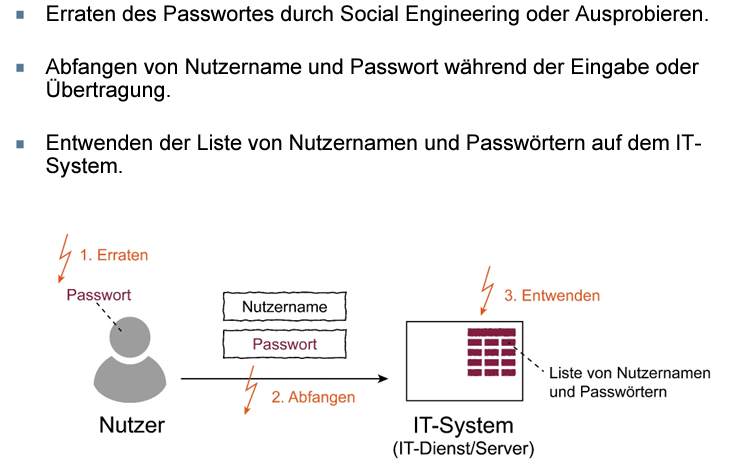 Erraten des Passwortes durch Social Engineering oder Ausprobieren.
Abfangen von Nutzername und Passwort während der Eingabe oder
Übertragung.
Entwenden der Liste von Nutzernamen und Passwörtern auf dem IT-
System.
1. Erraten
Passwort
Nutzername
Passwort
2. Abfangen
3. Entwenden
Liste von Nutzernamen
und Passwörtern
Nutzer
IT-System
(IT-Dienst/Server)